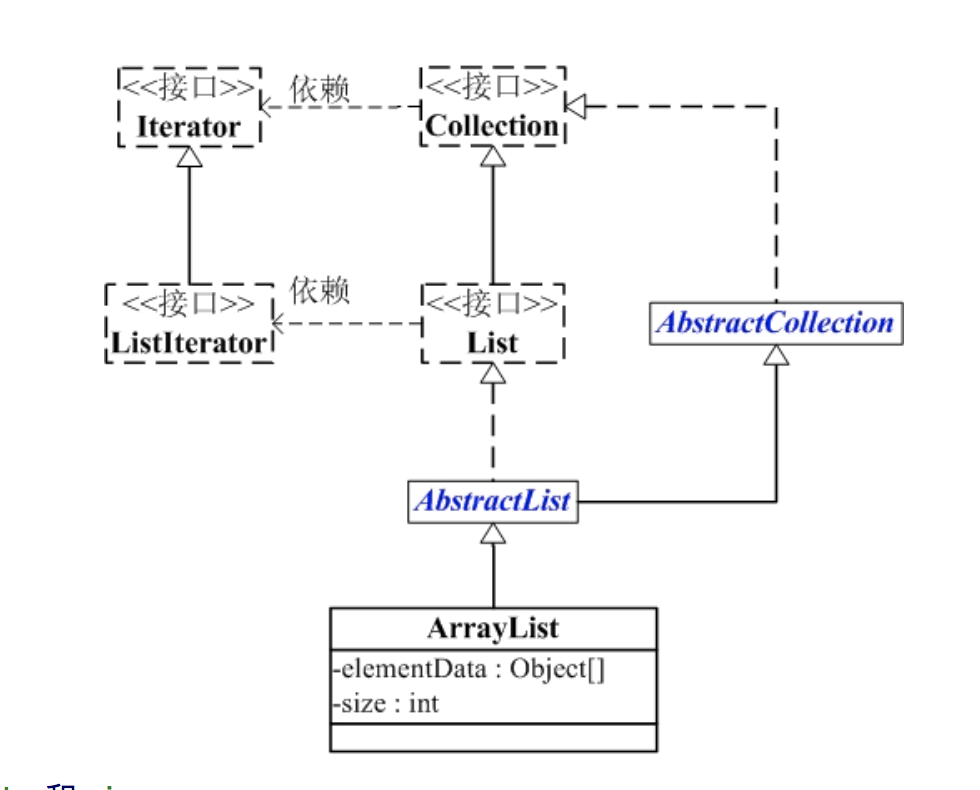 <<接口>>
Iterator
依赖
<<接口>>
Collection
<<接口>>
ListIterator
依赖
<<接口>>
List
AbstractCollection
AbstractList
ArrayList
-elementData : Object[]
-size : int
和